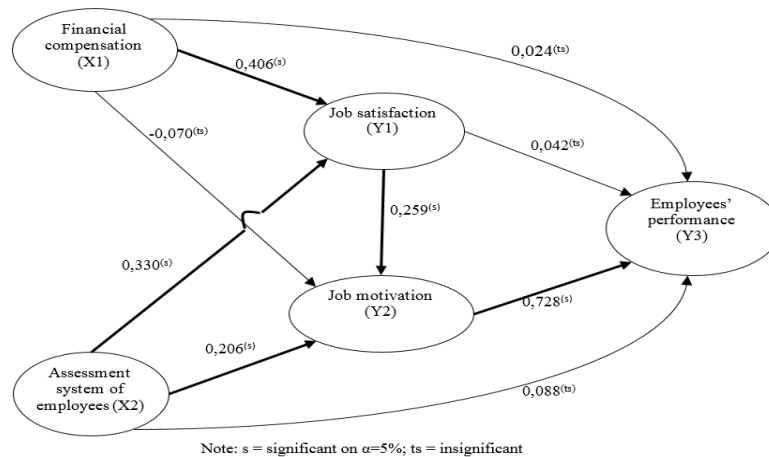 Financial
compensation
(X1)
0,024(ts)
0,406(s)
Job satisfaction
(Y1)
-0,070(ts)
0,042(ts)
Employees’
performance
(Y3)
0,259(s)
0,330(s)
Job motivation
(Y2)
0,728(s)
0,206(s)
Assessment
system of
employees (X2)
0,088(ts)
Note: s = significant on α=5%; ts = insignificant